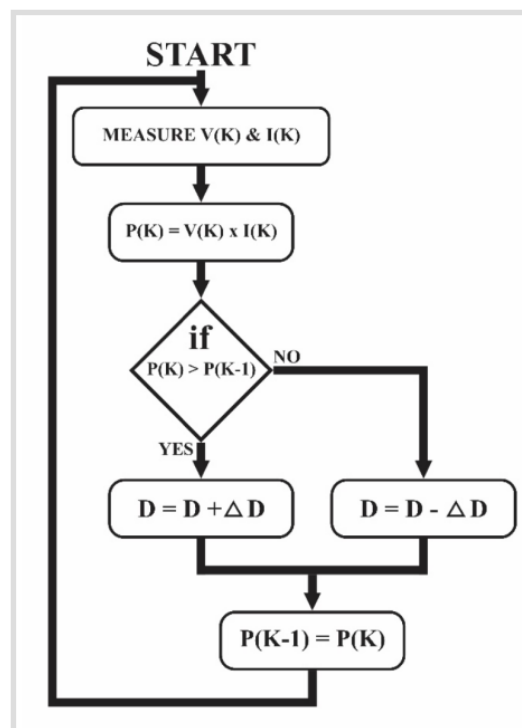 START
MEASURE V(K) & I(K)
P(K) = V(K) x I(K)
if
P(K) > P(K-1)
NO
YES
D = D +△ D
D = D - △ D
P(K-1) = P(K)